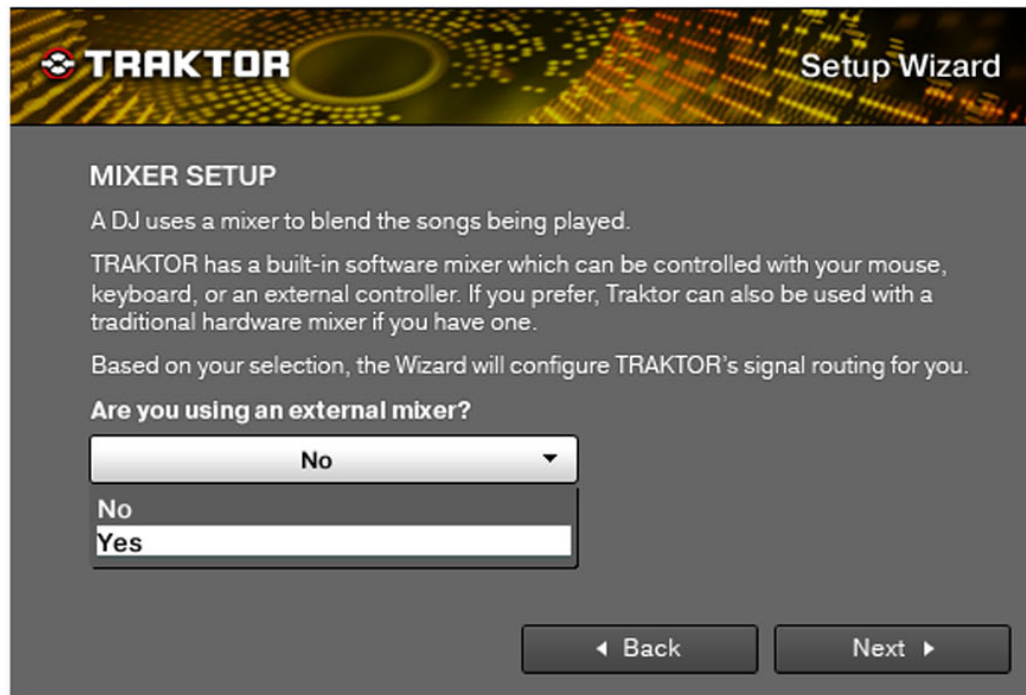 TRAKTOR
Setup Wizard
MIXER SETUP
A DJ uses a mixer to blend the songs being played.
TRAKTOR has a built-in software mixer which can be controlled with your mouse,
keyboard, or an external controller. If you prefer, Traktor can also be used with a
traditional hardware mixer if you have one.
Based on your selection, the Wizard will configure TRAKTOR's signal routing for you.
Are you using an external mixer?
No
No
Yes
Back
Next